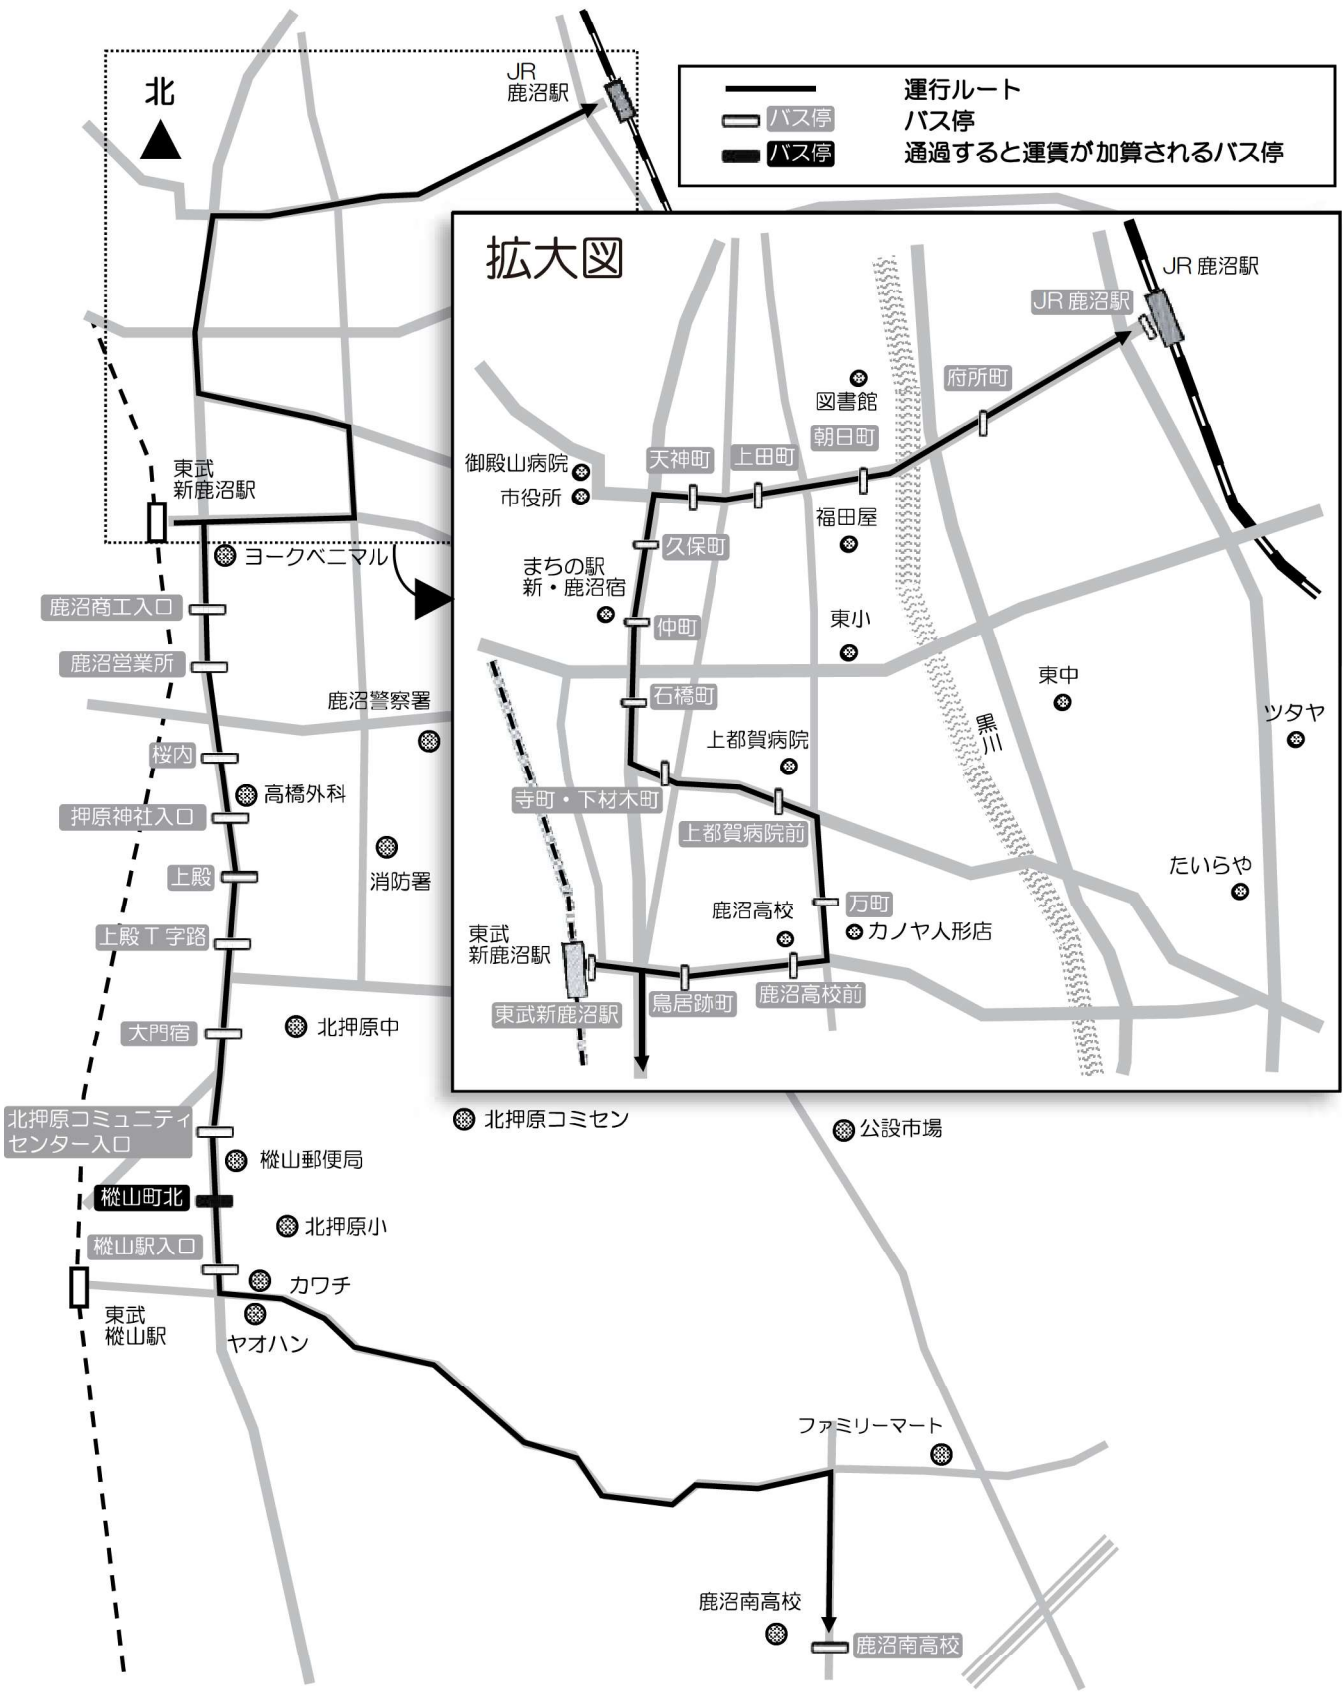 北
JR
鹿沼駅
運行ルート
バス停
バス停
バス停
通過すると運賃が加算されるバス停
東武
新鹿沼駅
ヨークベニマル
鹿沼商工入口
鹿沼営業所
鹿沼警察署
桜内
高橋外科
押原神社入口
上殿
消防署
上殿T字路
北押原中
大門宿
北押原コミュニティ
センター入口
北押原コミセン
公設市場
樅山郵便局
樅山町北
北押原小
樅山駅入口
カワチ
東武
樅山駅
ヤオハン
ファミリーマート
鹿沼南高校
鹿沼南高校
拡大図
JR 鹿沼駅
JR 鹿沼駅
府所町
図書館
朝日町
上田町
天神町
御殿山病院
市役所
福田屋
久保町
まちの駅
新・鹿沼宿
仲町
東小
東中
石橋町
黒川
ツタヤ
上都賀病院
寺町・下材木町
上都賀病院前
たいらや
万町
鹿沼高校
カノヤ人形店
東武
新鹿沼駅
東武新鹿沼駅
鳥居跡町
鹿沼高校前